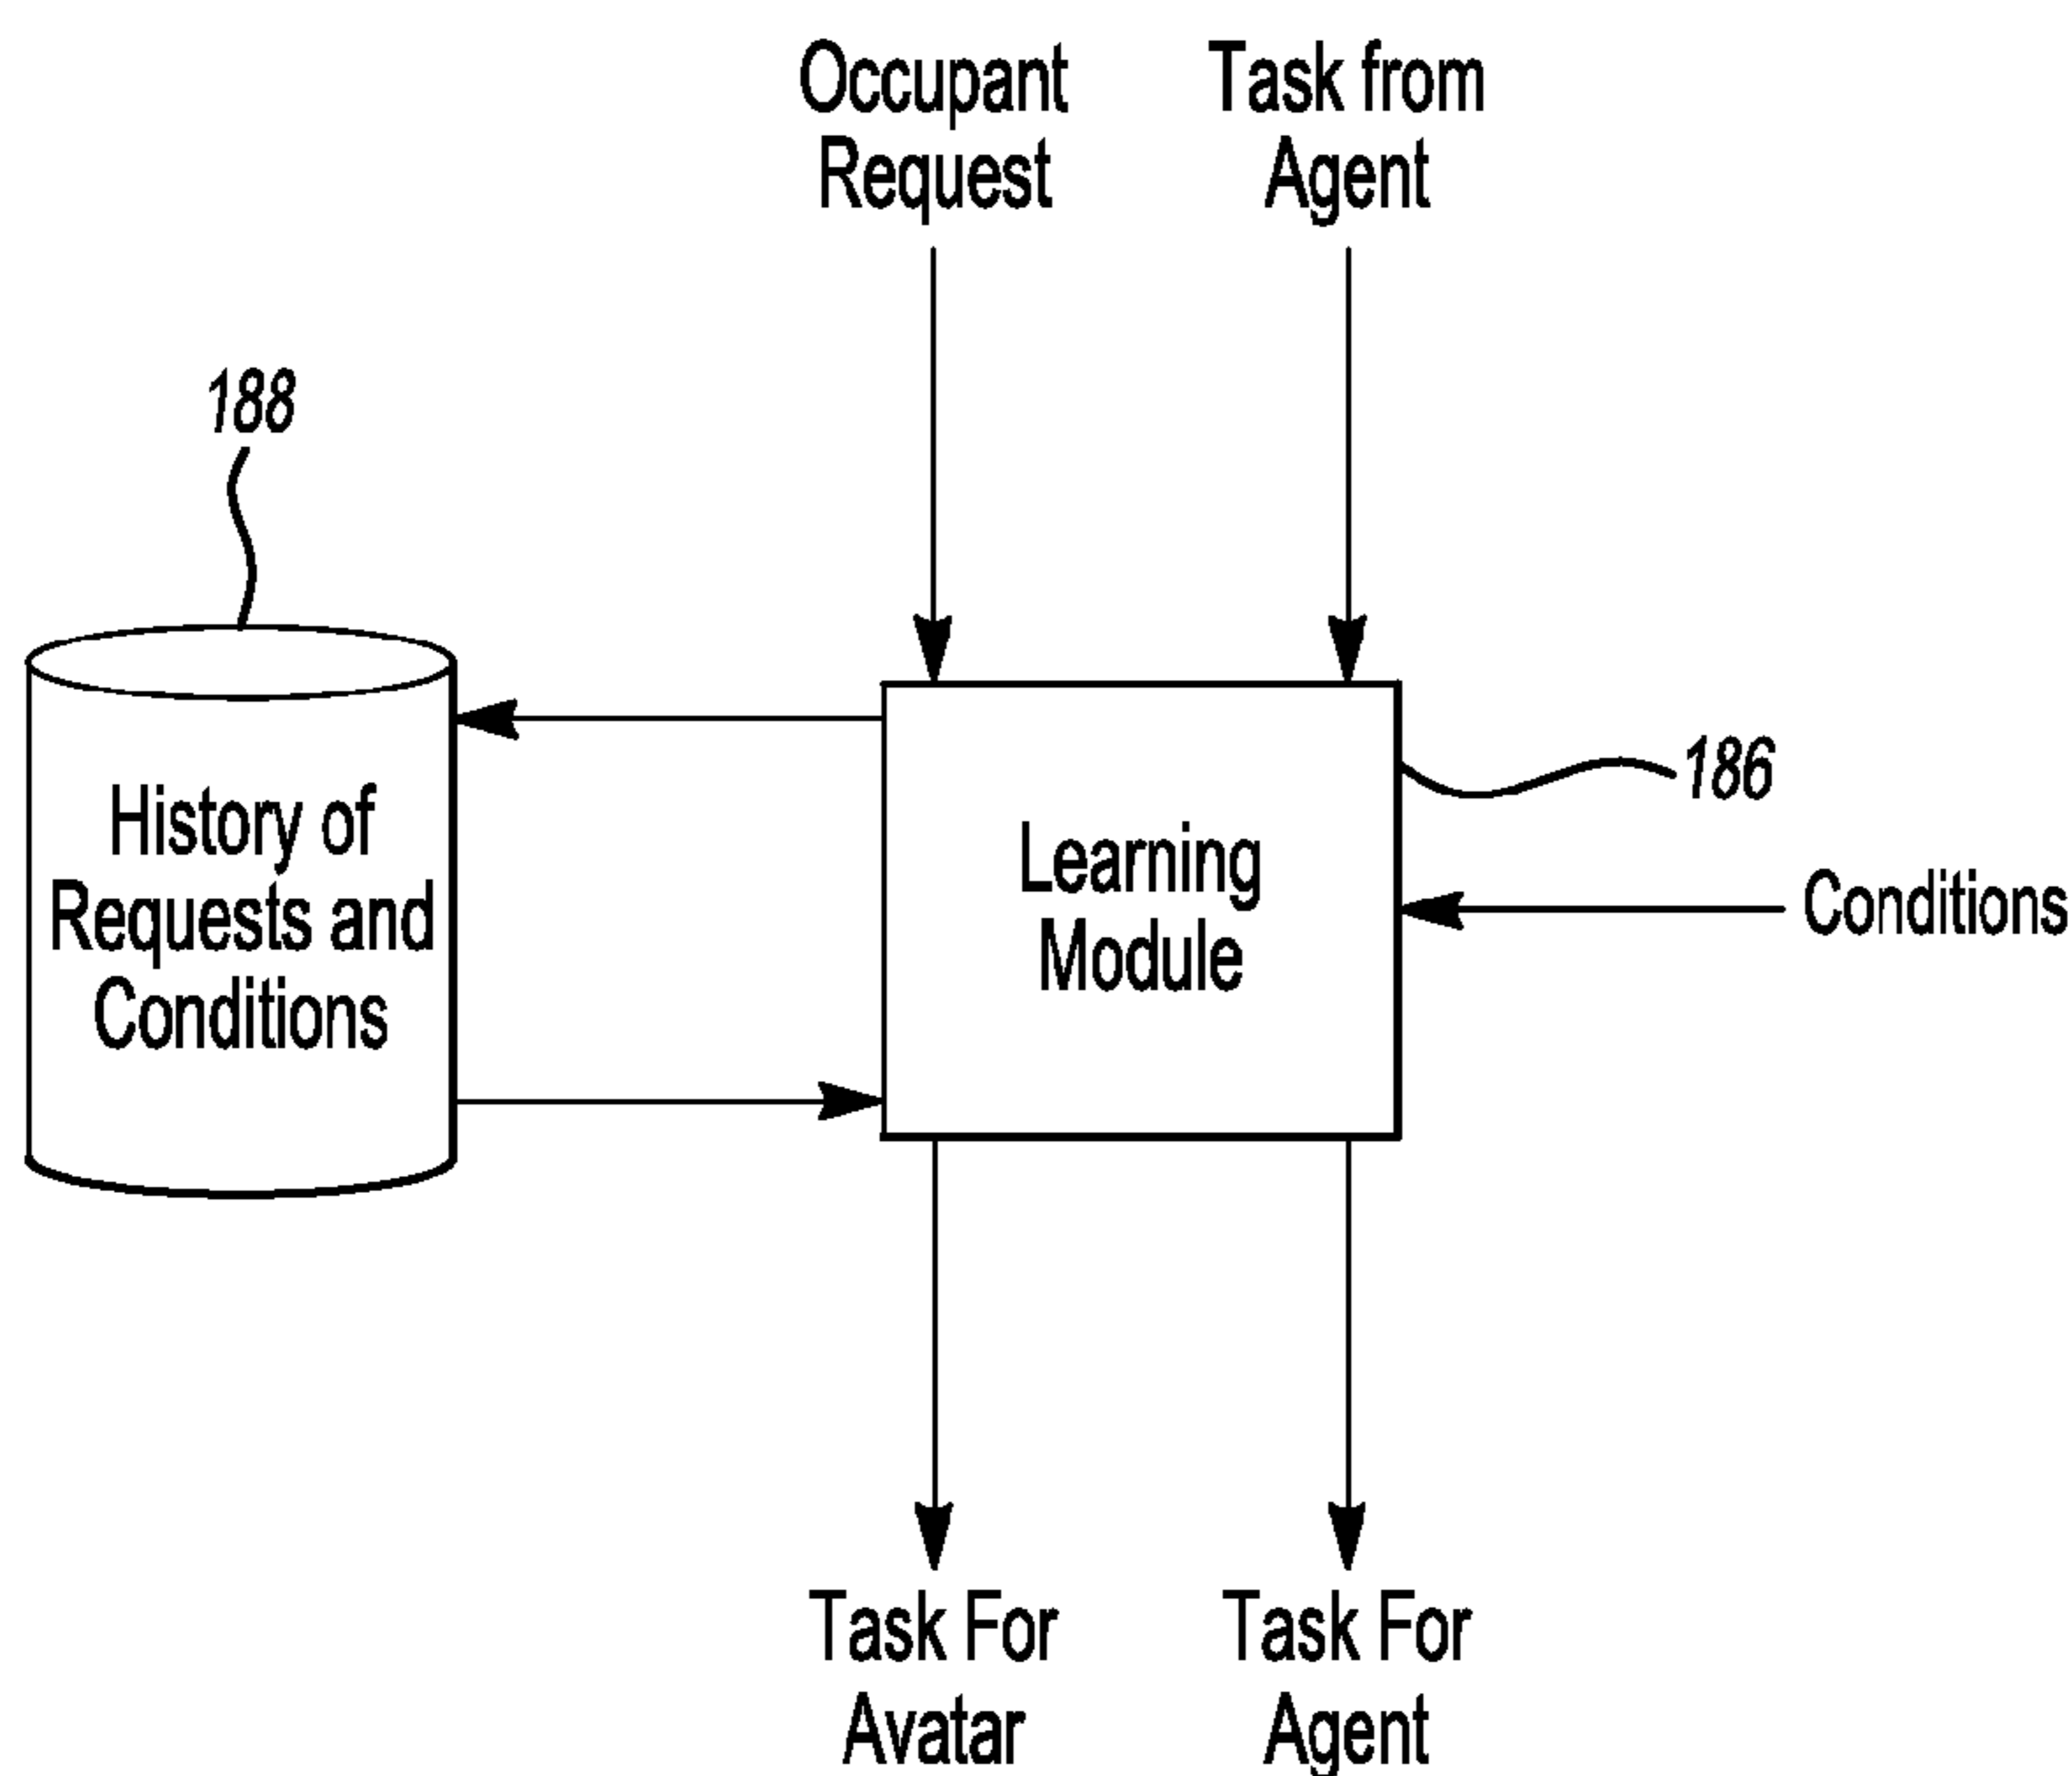 Occupant
Request
Task from
Agent
188
History of
Requests and
Conditions
Learning
Module
186
Conditions
Task For
Avatar
Task For
Agent